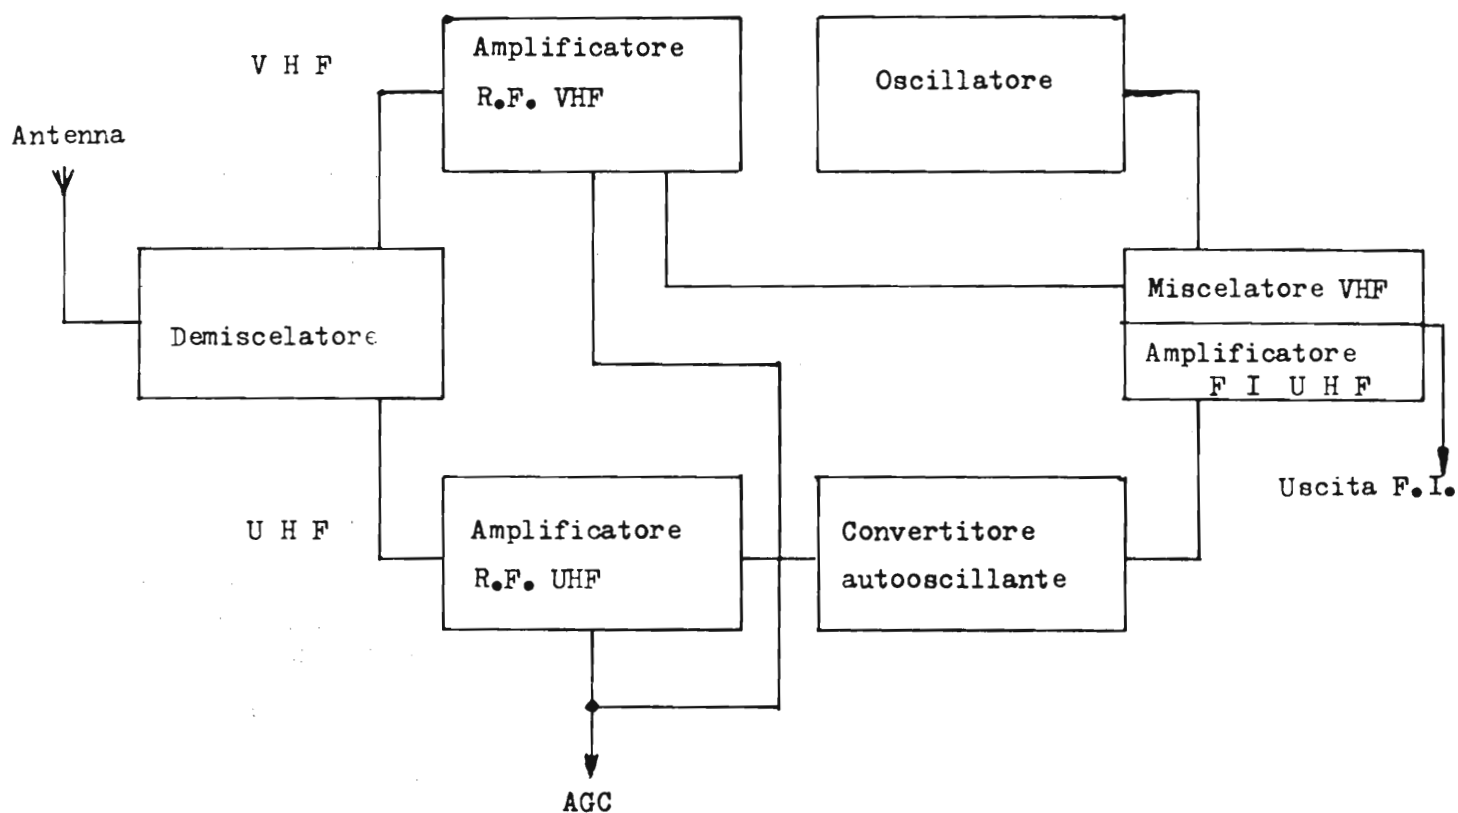 V H F
Amplificatore
R.F. VHF
Oscillatore
Antenna
Demiscelatore
Miscelatore VHF
Amplificatore
F I U H F
Uscita F.I.
U H F
Amplificatore
R.F. UHF
Convertitore
autooscillante
AGC